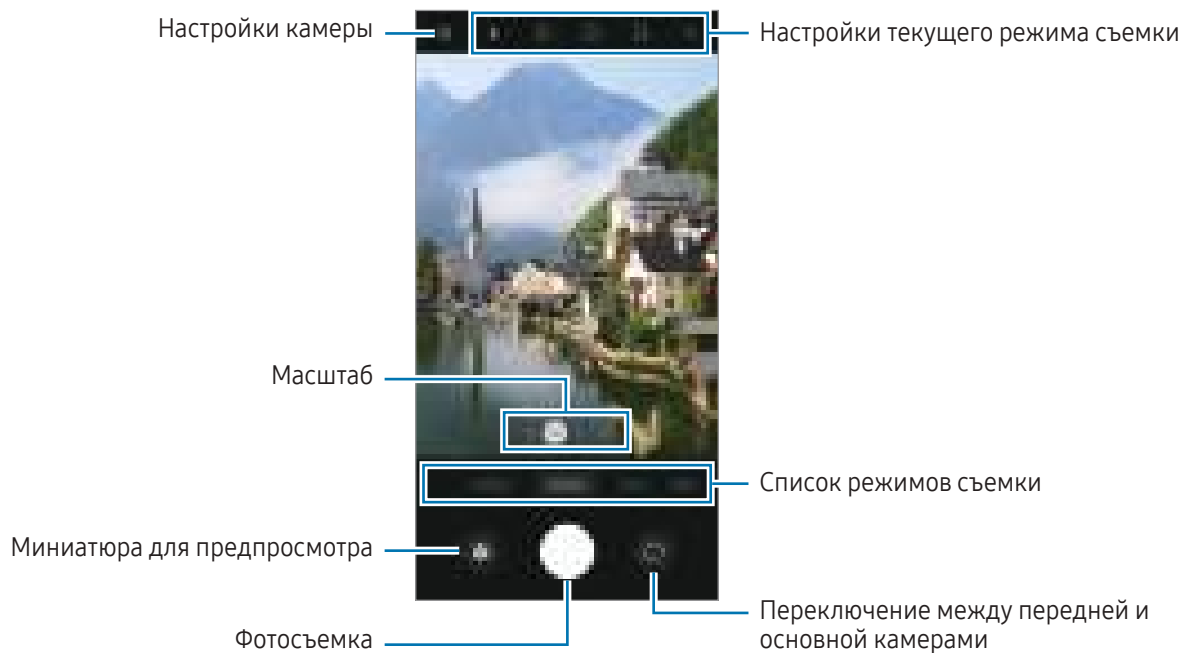 Настройки камеры
Настройки текущего режима съемки
Масштаб
Список режимов съемки
Миниатюра для предпросмотра
Переключение между передней и
основной камерами
Фотосъемка